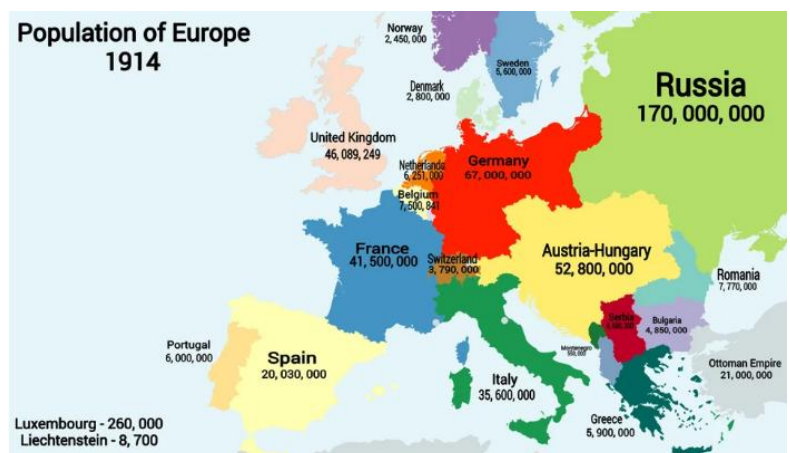 Population of Europe
1914
Norway
2, 450, 000
Sweden
5, 600, 000
Denmark
2, 800, 000
Russia
170, 000, 000
United Kingdom
46, 089, 249
Netherlands
6, 251, 000
Germany
67, 000, 000
Belgium
7, 500, 841
France
41, 500, 000
Switzerland
3, 790, 000
Austria-Hungary
52, 800, 000
Romania
7, 770, 000
Serbia
Bulgaria
4, 850, 000
Portugal
6, 000, 000
Spain
20, 030, 000
Montenegro
Italy
35, 600, 000
Ottoman Empire
21, 000, 000
Greece
5, 900, 000
Luxembourg - 260, 000
Liechtenstein - 8, 700